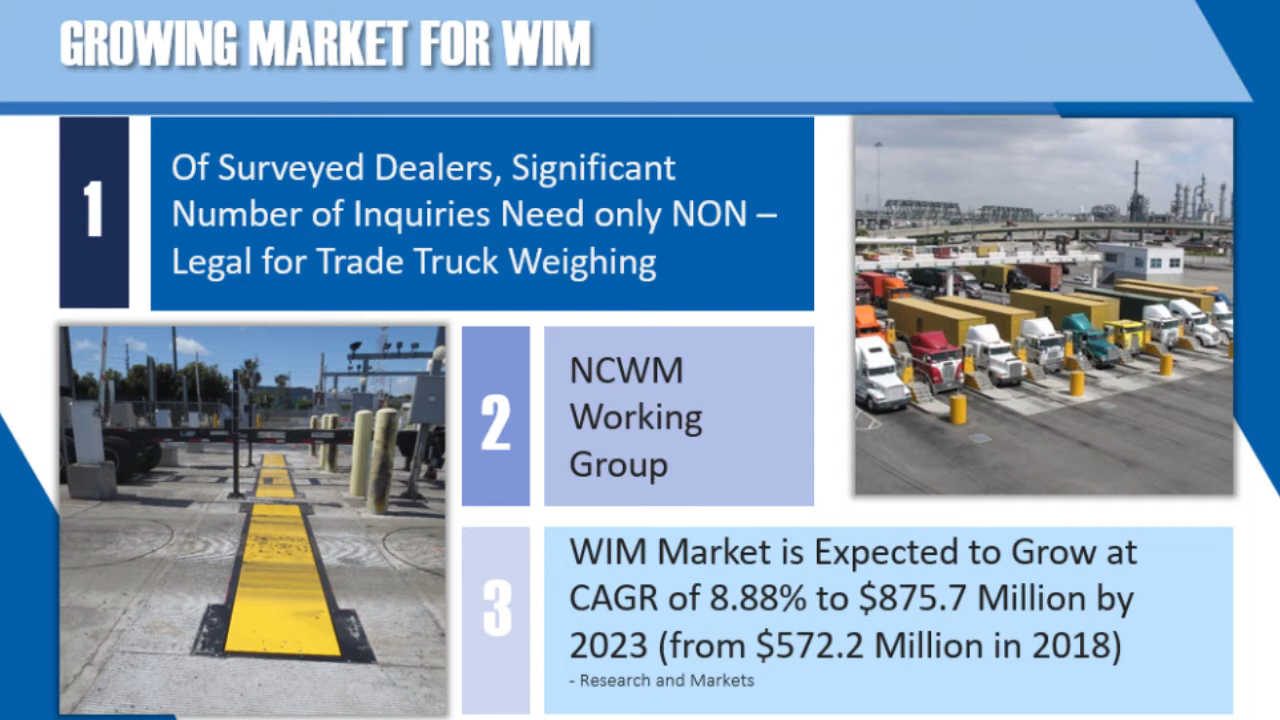 GROWING MARKET FOR WIM
1
Of Surveyed Dealers, Significant
Number of Inquiries Need only NON –
Legal for Trade Truck Weighing
2
NCWM
Working
Group
3
WIM Market is Expected to Grow at
CAGR of 8.88% to $875.7 Million by
2023 (from $572.2 Million in 2018)
- Research and Markets